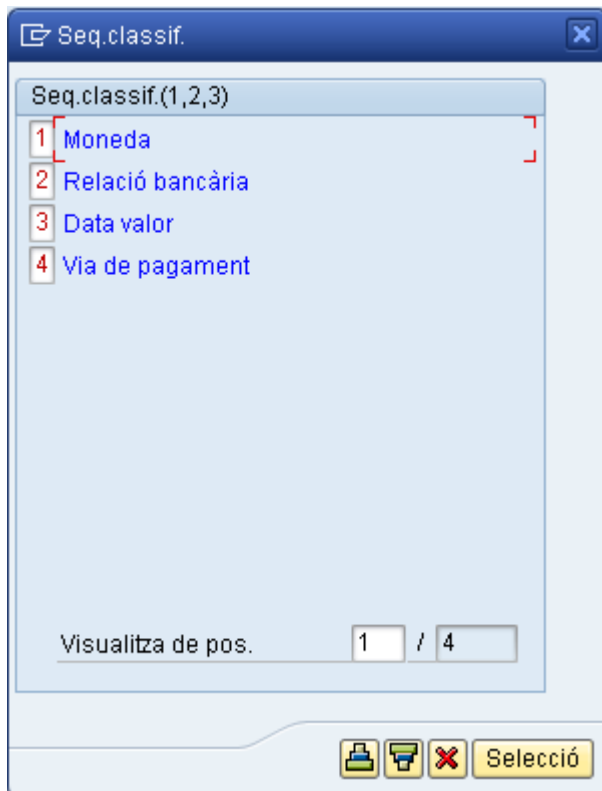 Seq.classif.
Seq.classif.(1,2,3)
1 Moneda
2 Relació bancària
3 Data valor
4 Via de pagament
Visualitza de pos. 1 / 4
Selecció